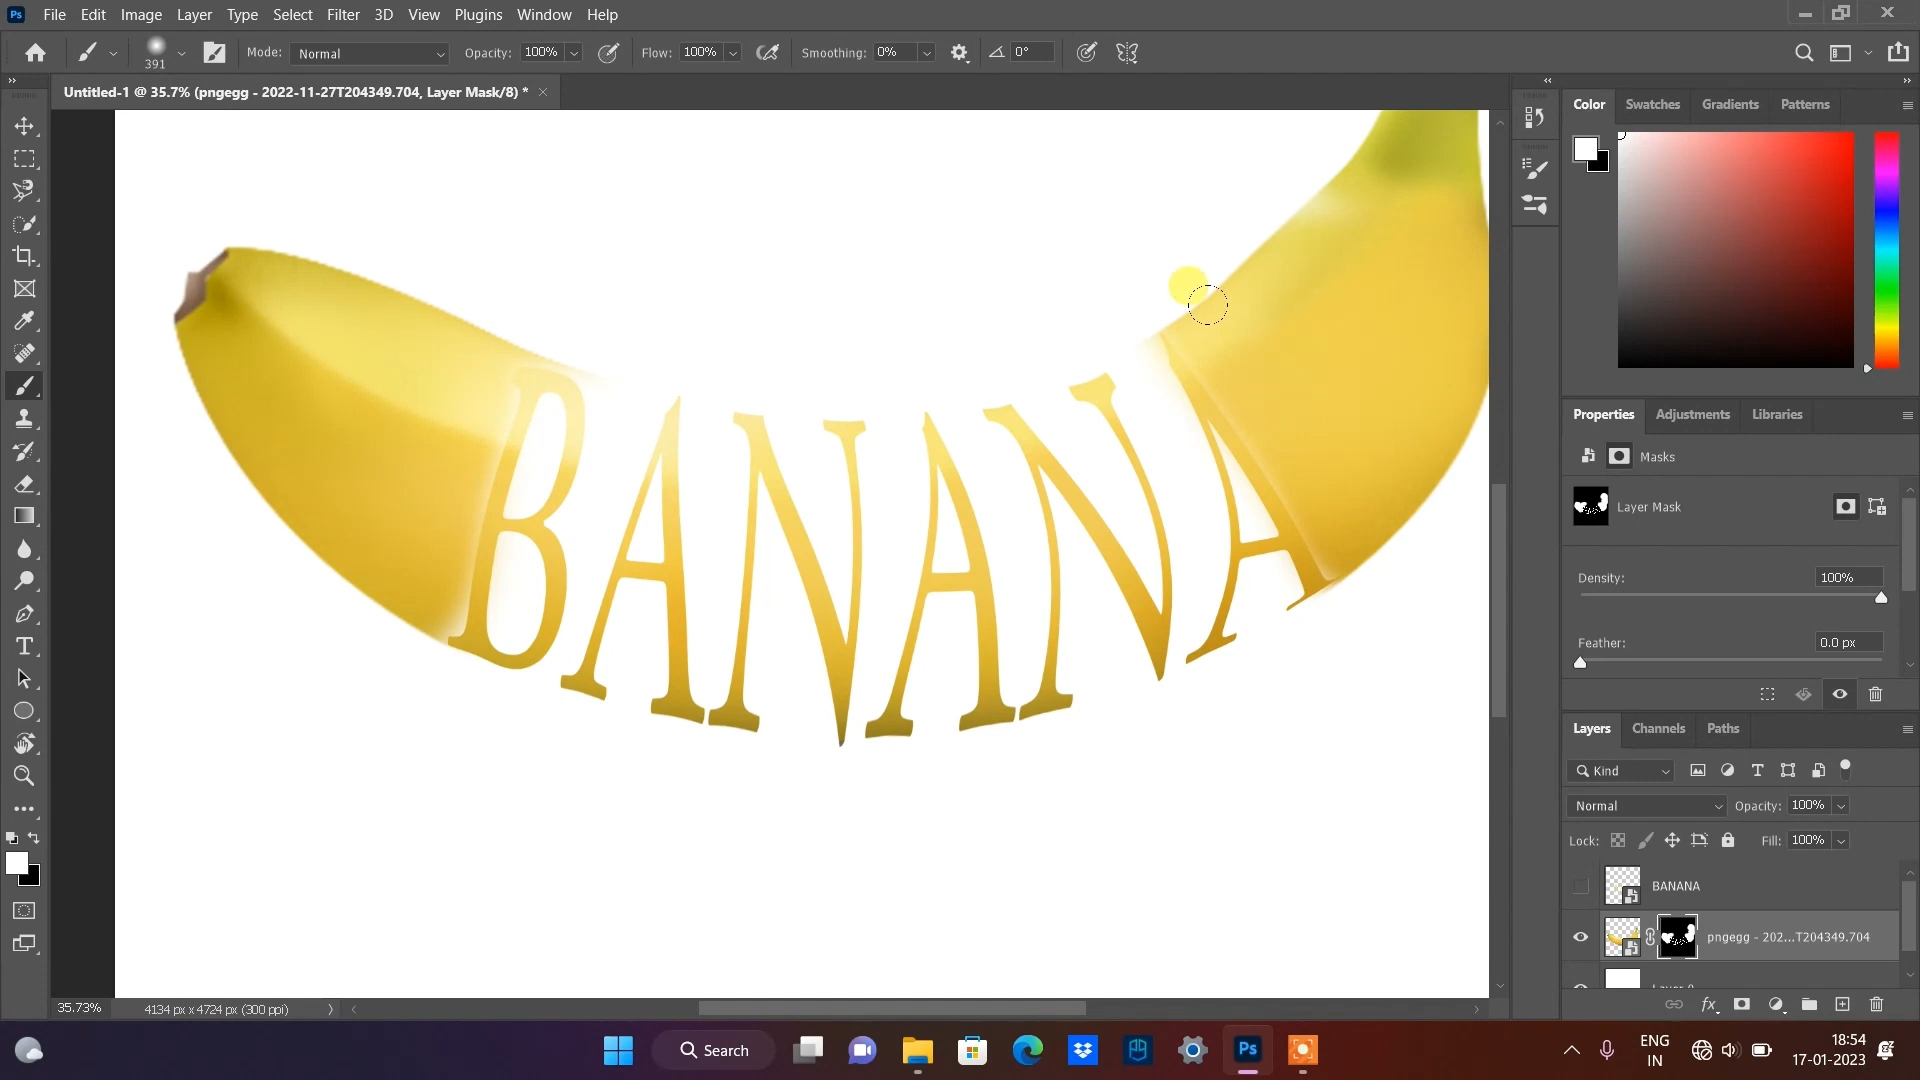 Ps File Edit Image Layer Type Select Filter 3D View Plugins Window Help
391 Mode: Normal Opacity: 100% Flow: 100% Smoothing: 0% 0°
Untitled-1 @ 35.7% (pngegg - 2022-11-27T204349.704, Layer Mask/8) *
Color Swatches Gradients Patterns
BANANA
Properties Adjustments Libraries
Masks
Layer Mask
Density: 100%
Feather: 0.0 px
Layers Channels Paths
Kind
Normal Opacity: 100%
Lock: Fill: 100%
BANANA
pngegg - 202...T204349.704
Layer 0
35.73% 4134 px x 4724 px (300 ppi)
Search
Ps
ENG
IN
18:54
17-01-2023